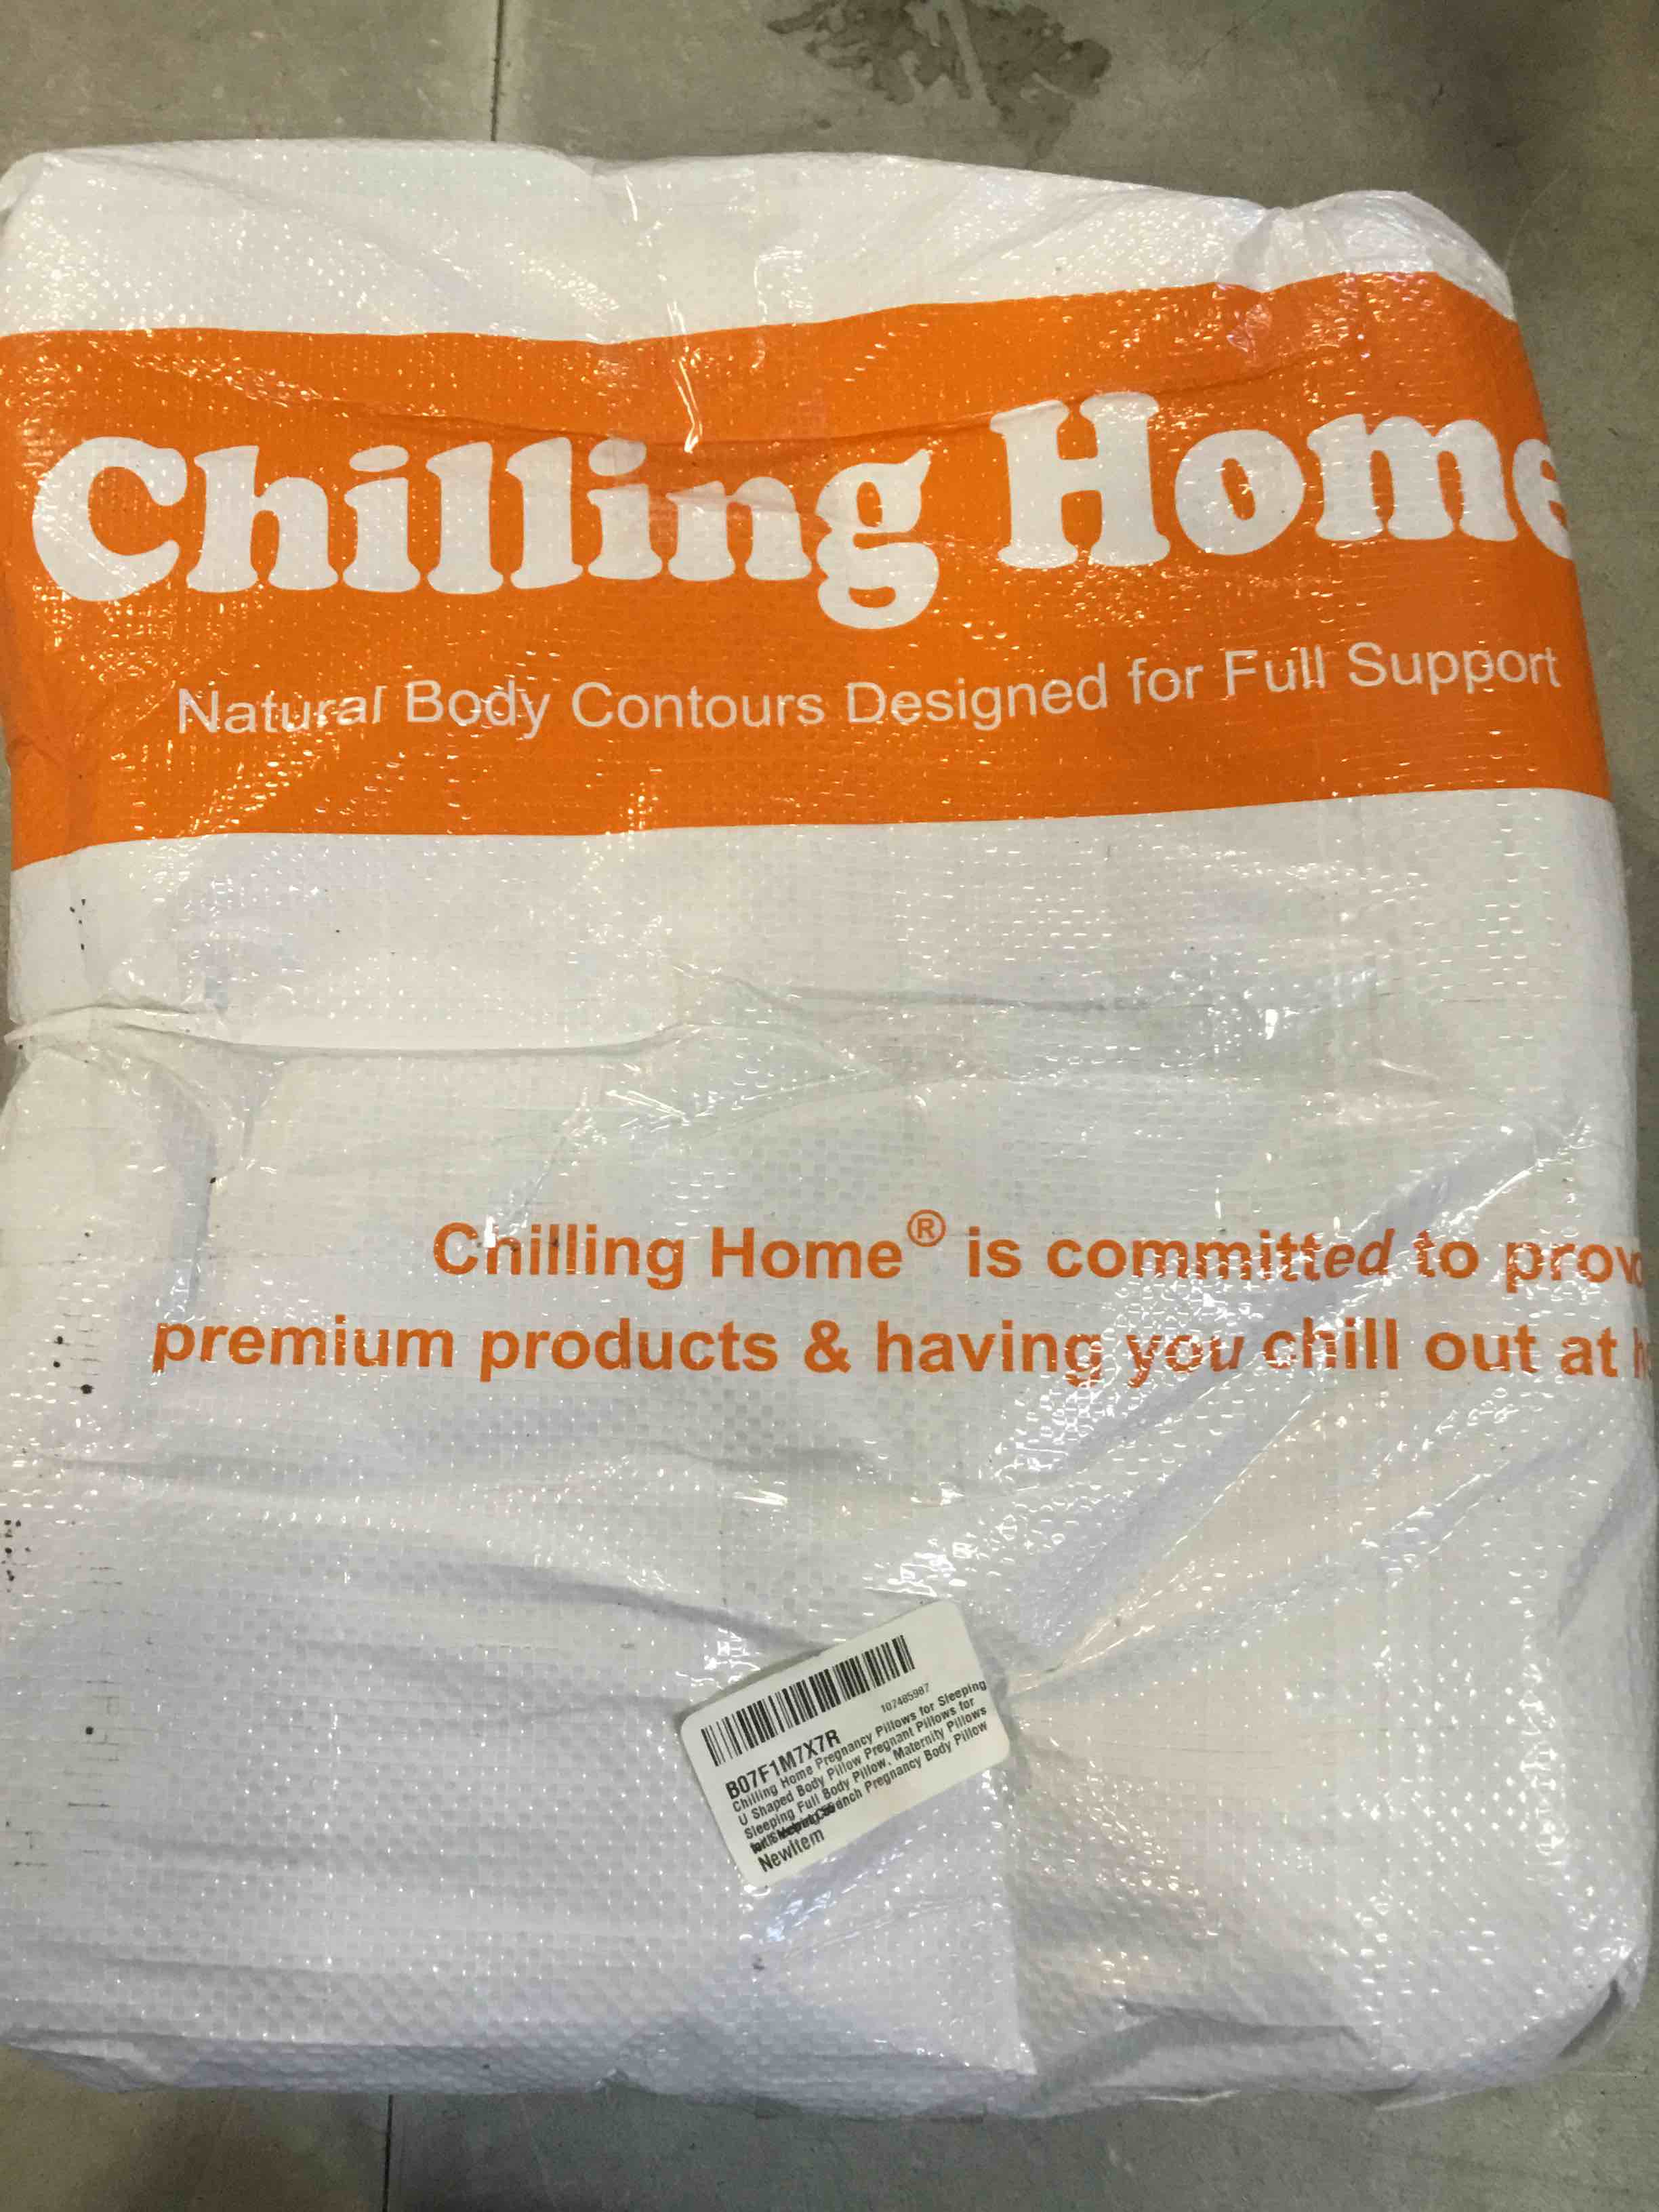 Chilling Home
Natural Body Contours Designed for Full Support
Chilling Home® is committed to prov
premium products & having you chill out at h
107485987
B07F1M7X7R
Chilling Home Pregnancy Pillows for Sleeping
U Shaped Body Pillow Pregnant Pillows for
Sleeping Full Body Pillow, Maternity Pillows
inch Pregnancy Body Pillow
NewItem